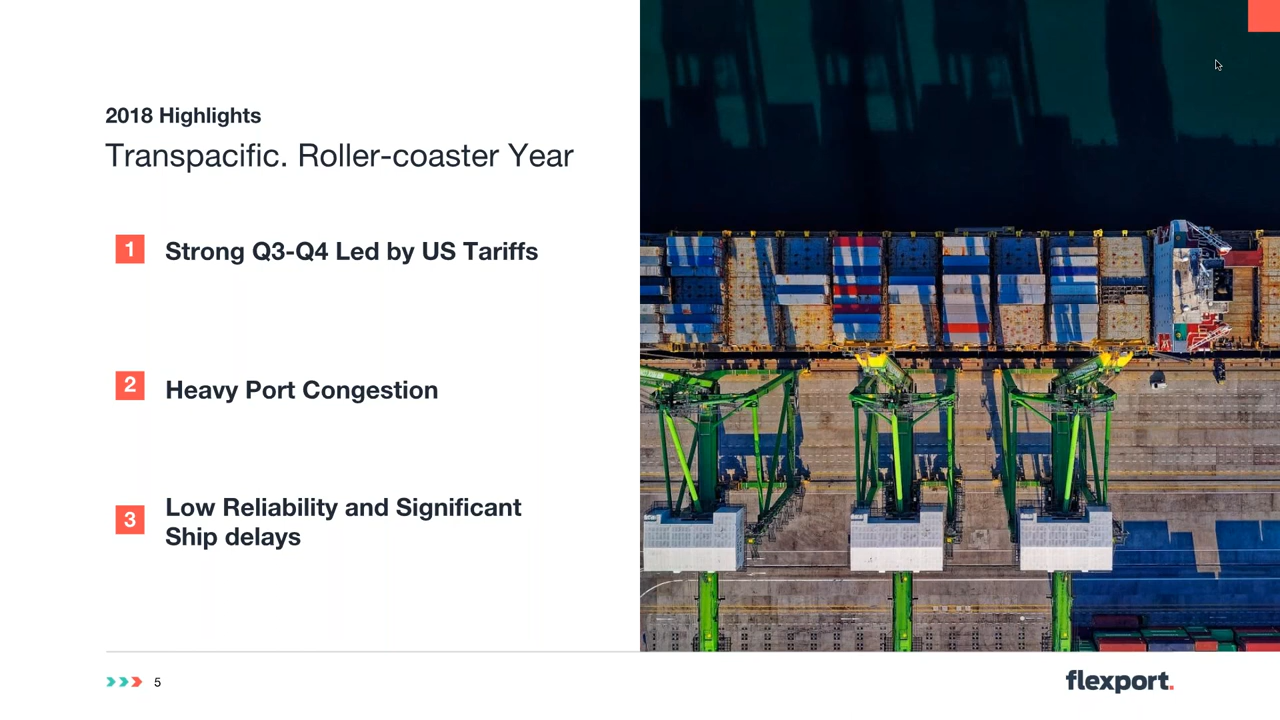 2018 Highlights
Transpacific. Roller-coaster Year
1 Strong Q3-Q4 Led by US Tariffs
2 Heavy Port Congestion
3 Low Reliability and Significant
Ship delays
5
flexport.